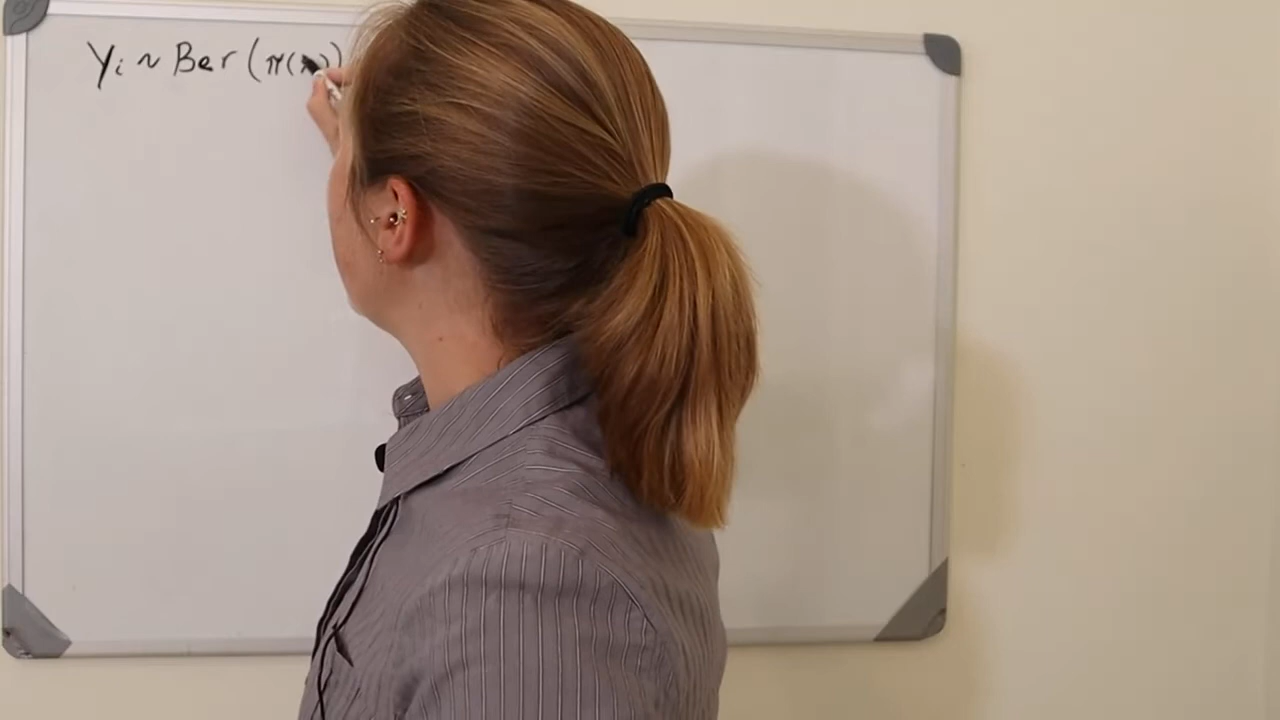 Yi ~ Ber (π(x))